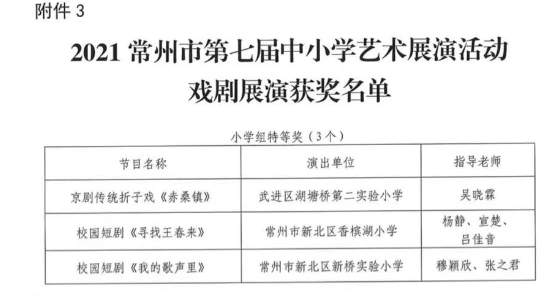 附件 3
2021 常州市第七届中小学艺术展演活动
戏剧展演获奖名单
小学组特等奖（3个）
节目名称 演出单位 指导老师
京剧传统折子戏《赤桑镇》 武进区湖塘桥第二实验小学 吴晓霖
校园短剧《寻找王春来》 常州市新北区香槟湖小学 杨静、宣楚、
吕佳音
校园短剧《我的歌声里》 常州市新北区新桥实验小学 穆颖欣、张之君